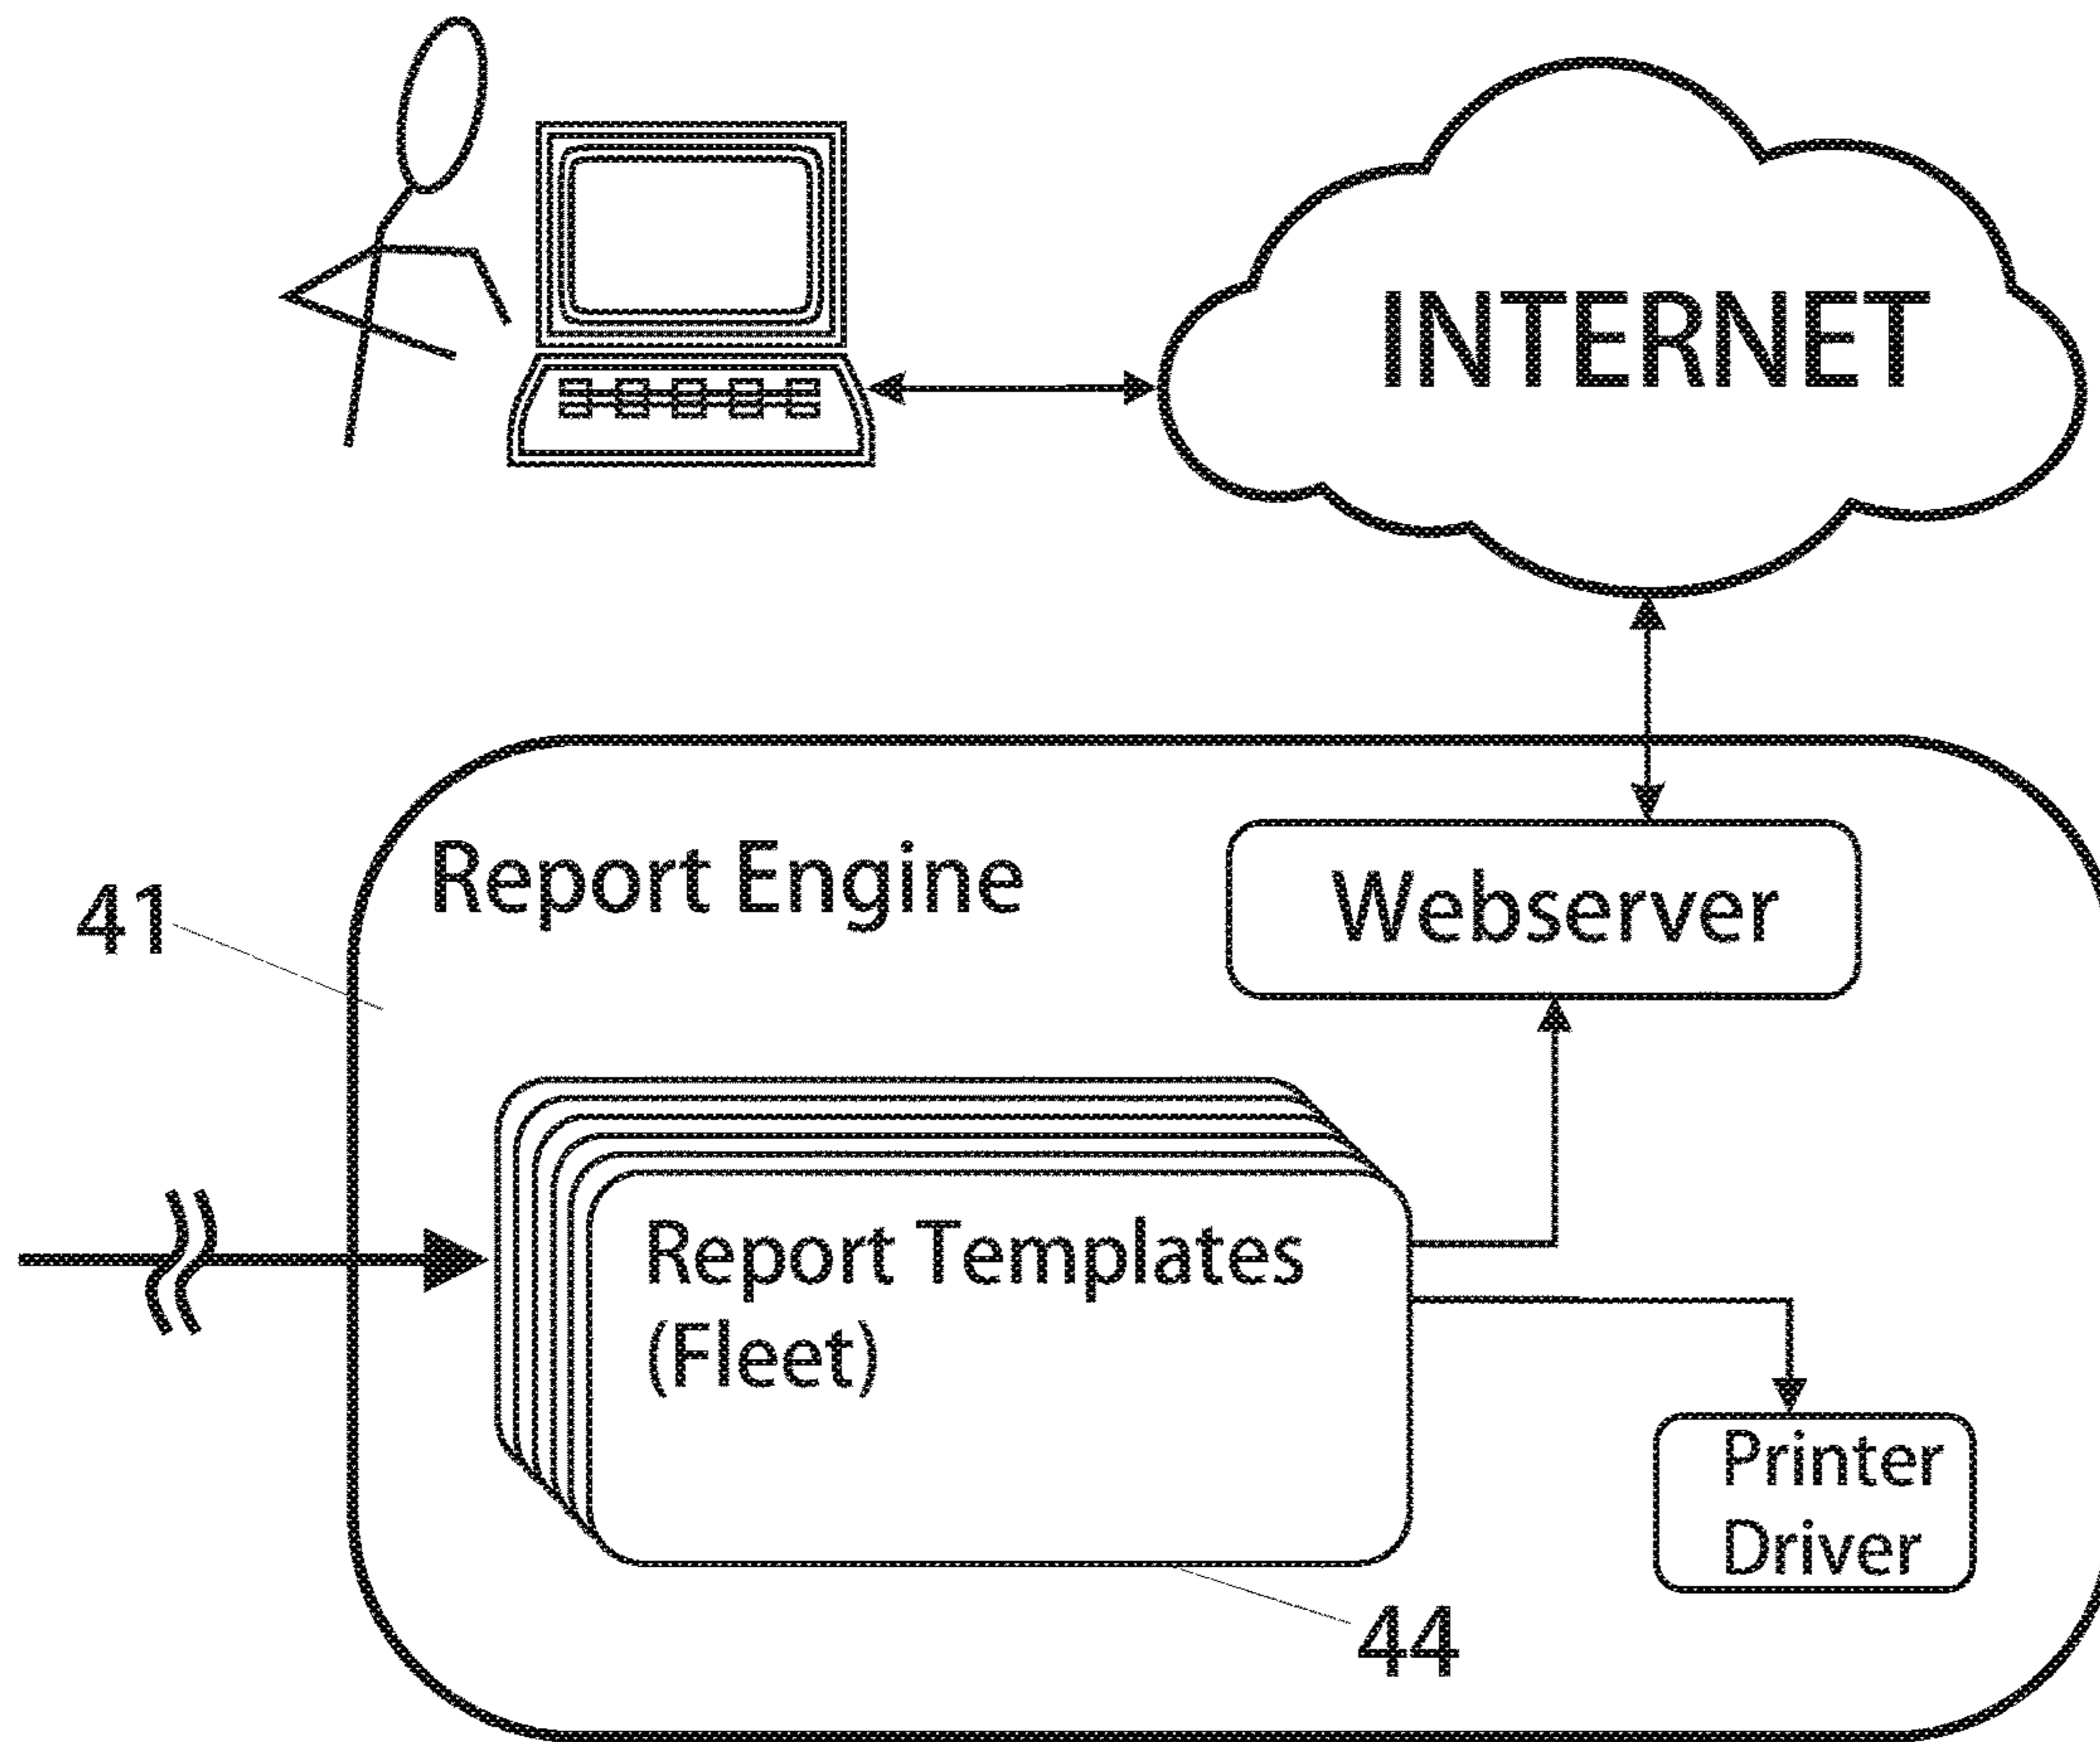 INTERNET
Report Engine
Webserver
41
Report Templates
(Fleet)
Printer
Driver
44